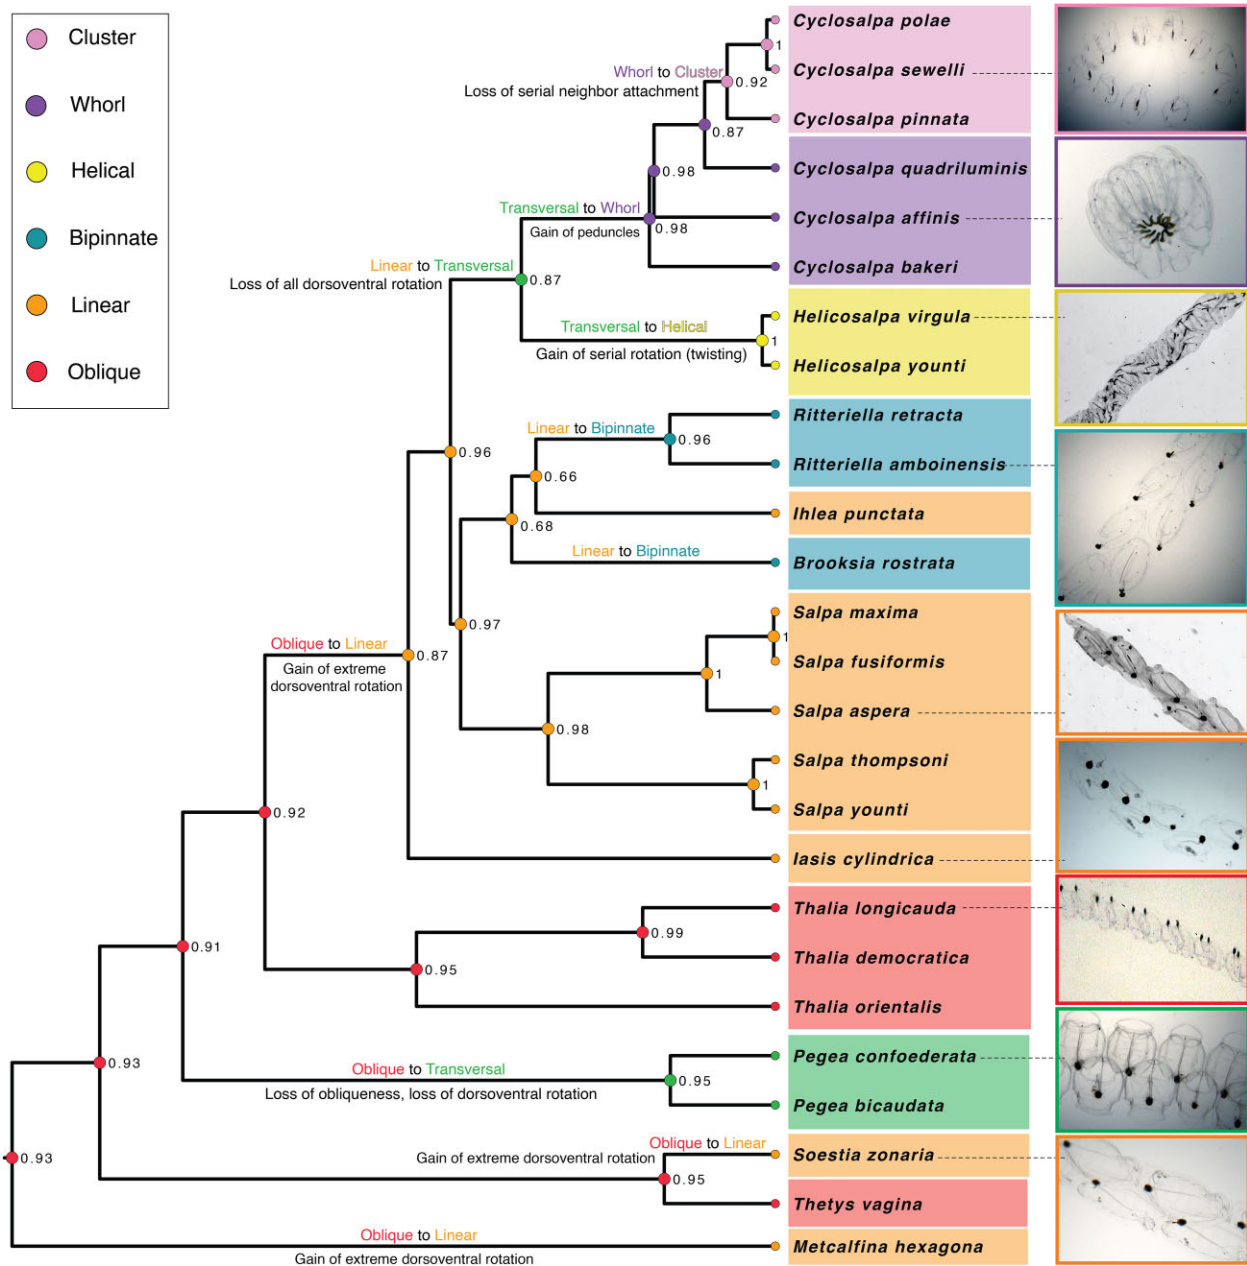 Cluster
Whorl
Helical
Bipinnate
Linear
Oblique
Cyclosalpa polae
1
Whorl to Cluster
Cyclosalpa sewelli
0.92
Loss of serial neighbor attachment
Cyclosalpa pinnata
0.87
Cyclosalpa quadriluminis
0.98
Transversal to Whorl
Cyclosalpa affinis
Gain of peduncles
0.98
Linear to Transversal
Cyclosalpa bakeri
Loss of all dorsoventral rotation
0.87
Helicosalpa virgula
Transversal to Helical
1
Gain of serial rotation (twisting)
Helicosalpa younti
Ritteriella retracta
Linear to Bipinnate
0.96
0.96
Ritteriella amboinensis
0.66
Ihlea punctata
0.68
Linear to Bipinnate
Brooksia rostrata
Salpa maxima
0.97
1
Oblique to Linear
0.87
Salpa fusiformis
Gain of extreme
dorsoventral rotation
1
Salpa aspera
0.98
Salpa thompsoni
1
Salpa younti
0.92
Iasis cylindrica
Thalia longicauda
0.99
0.91
Thalia democratica
0.95
Thalia orientalis
Pegea confoederata
0.93
Oblique to Transversal
0.95
Loss of obliqueness, loss of dorsoventral rotation
Pegea bicaudata
Oblique to Linear
Soestia zonaria
0.93
Gain of extreme dorsoventral rotation
0.95
Thetys vagina
Oblique to Linear
Metcalfina hexagona
Gain of extreme dorsoventral rotation